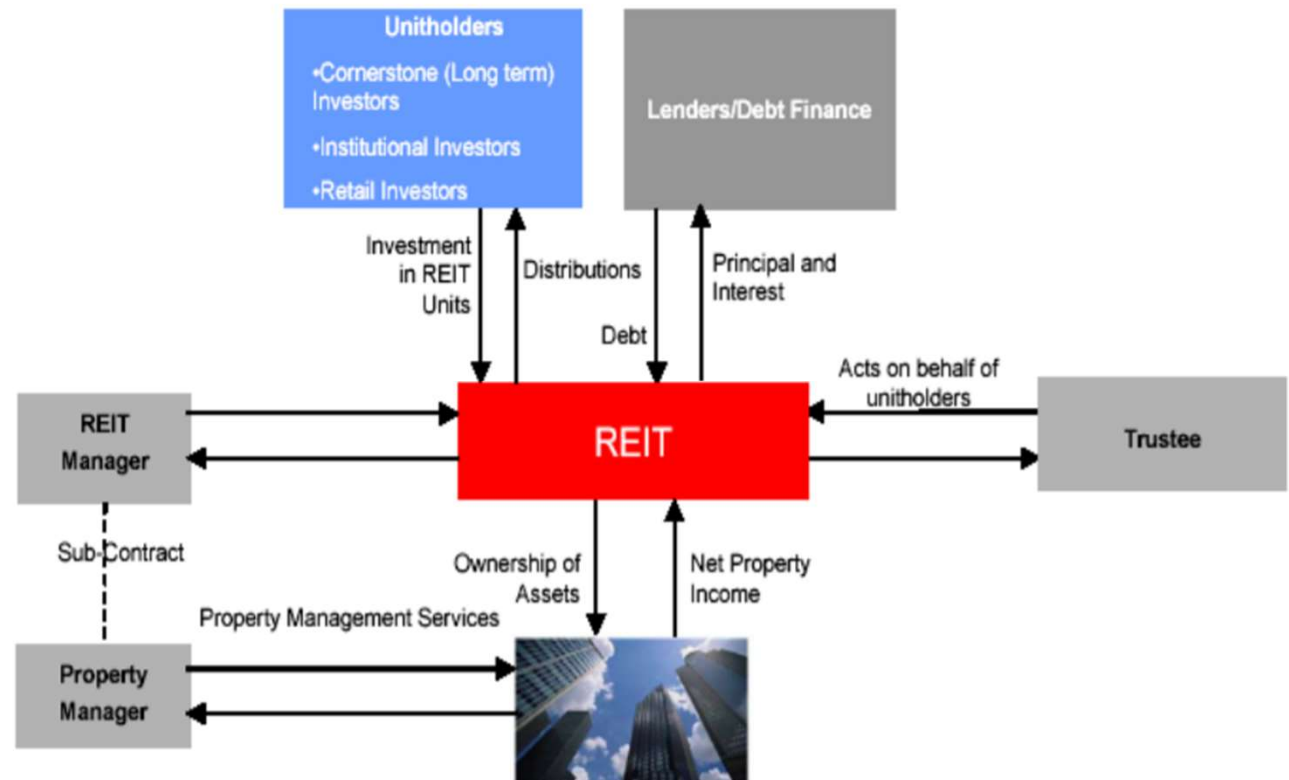 Unitholders
•Cornerstone (Long term)
Investors
•Institutional Investors
•Retail Investors
Lenders/Debt Finance
Investment
in REIT
Units
Distributions
Debt
Principal and
Interest
Acts on behalf of
unitholders
REIT
Manager
REIT
Trustee
Sub-Contract
Ownership of
Assets
Net Property
Income
Property Management Services
Property
Manager